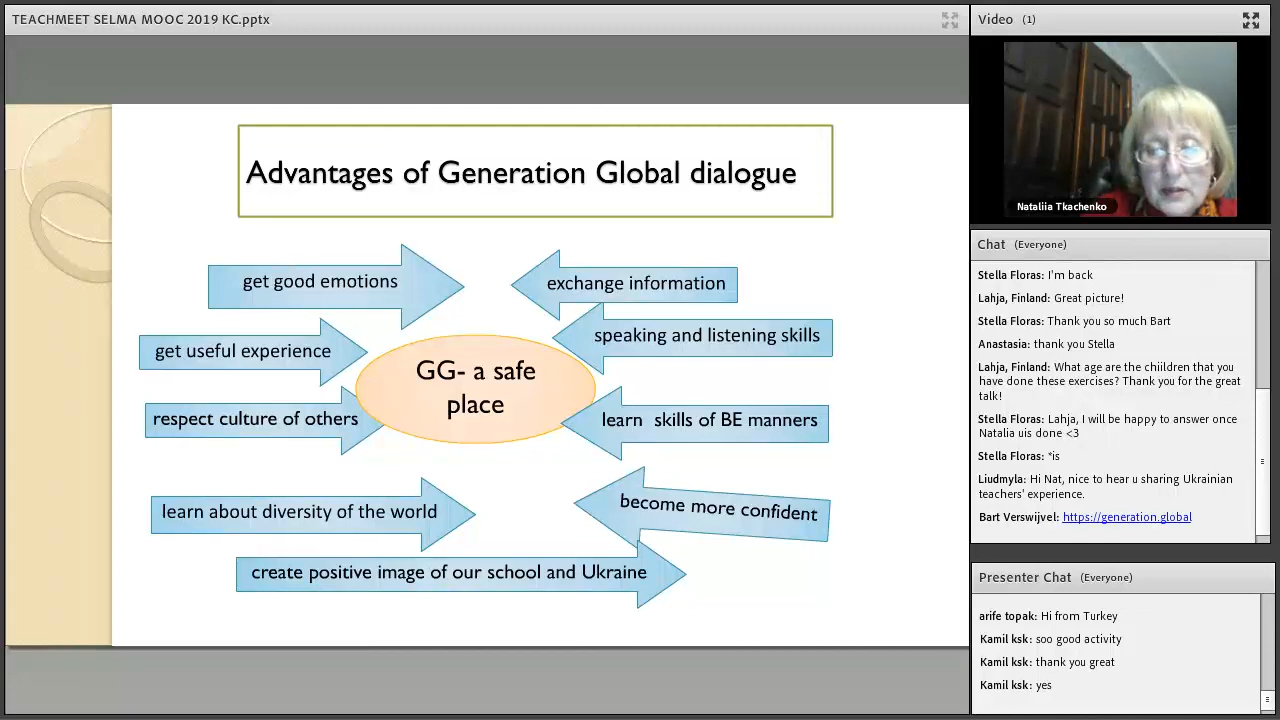 TEACHMEET SELMA MOOC 2019 KC.pptx
Advantages of Generation Global dialogue
get good emotions
exchange information
get useful experience
speaking and listening skills
GG- a safe
place
respect culture of others
learn skills of BE manners
learn about diversity of the world
become more confident
create positive image of our school and Ukraine
Video (1)
Nataliia Tkachenko
Chat (Everyone)
Stella Floras: I'm back
Lahja, Finland: Great picture!
Stella Floras: Thank you so much Bart
Anastasia: thank you Stella
Lahja, Finland: What age are the chiildren that you
have done these exercises? Thank you for the great
talk!
Stella Floras: Lahja, I will be happy to answer once
Natalia uis done <3
Stella Floras: *is
Liudmyla: Hi Nat, nice to hear u sharing Ukrainian
teachers' experience.
Bart Verswijvel: https://generation.global
Presenter Chat (Everyone)
arife topak: Hi from Turkey
Kamil ksk: soo good activity
Kamil ksk: thank you great
Kamil ksk: yes